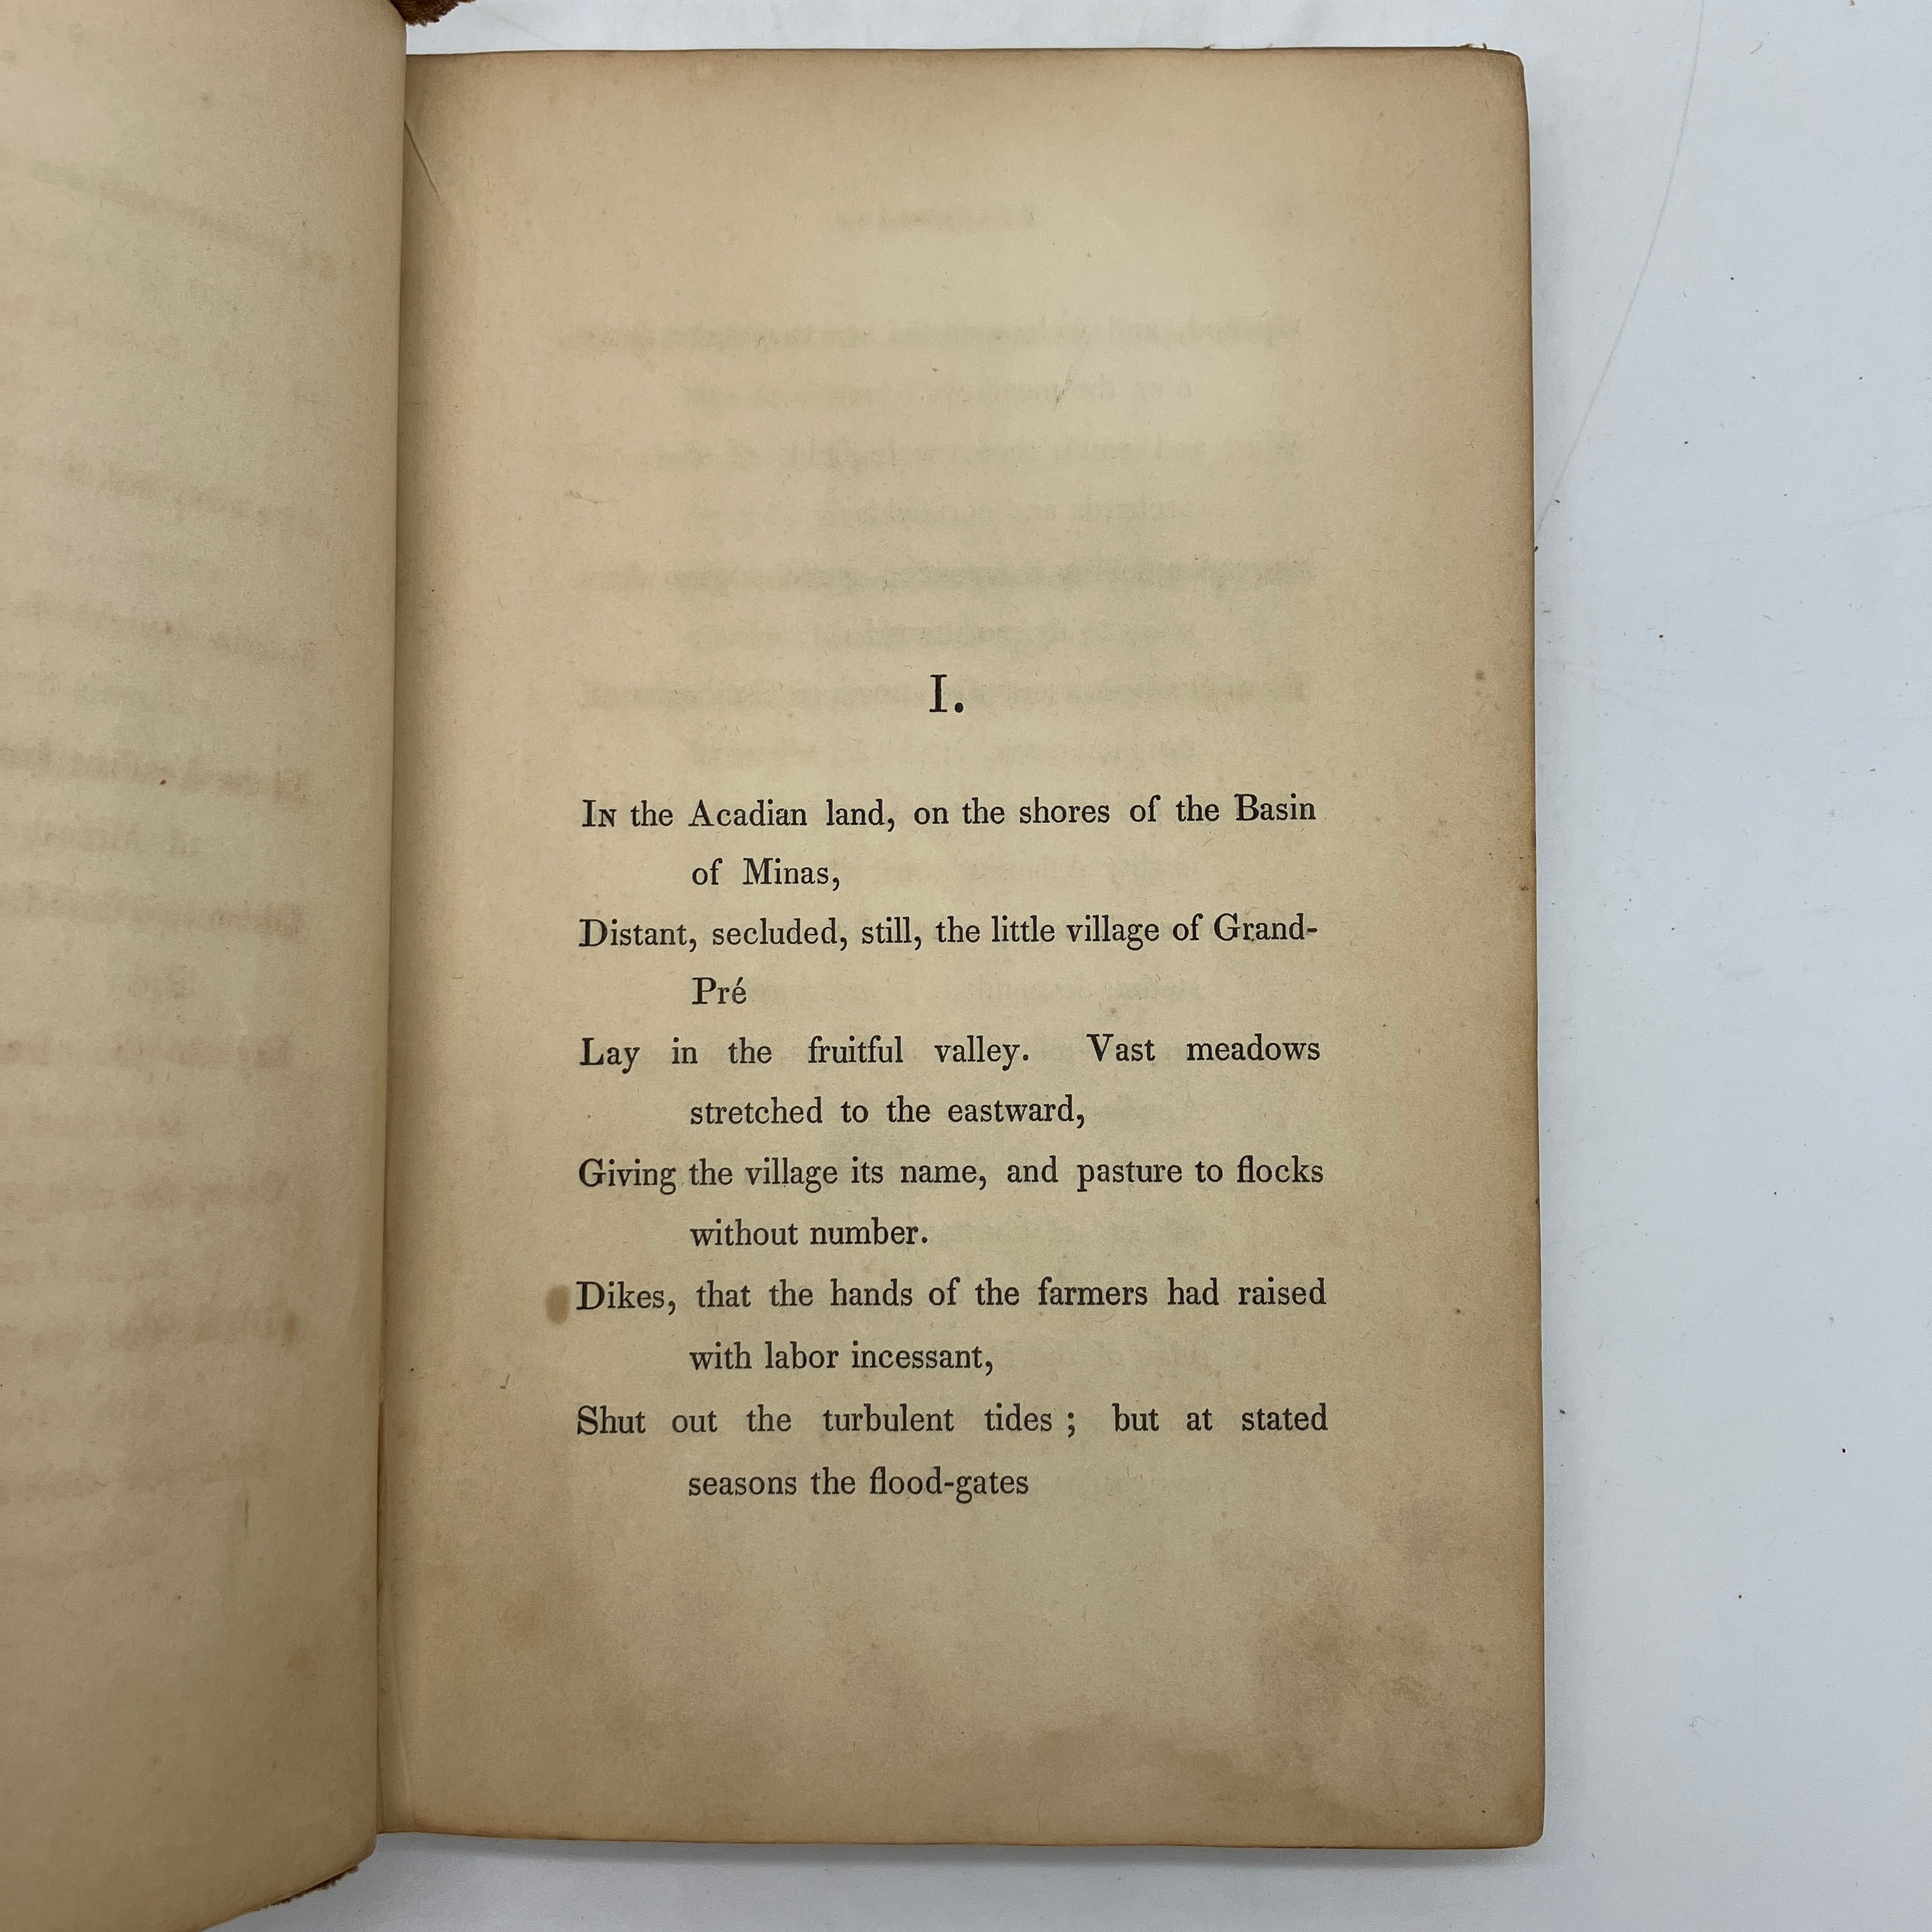 I.
In the Acadian land, on the shores of the Basin
of Minas,
Distant, secluded, still, the little village of Grand-
Pré
Lay in the fruitful valley. Vast meadows
stretched to the eastward,
Giving the village its name, and pasture to flocks
without number.
Dikes, that the hands of the farmers had raised
with labor incessant,
Shut out the turbulent tides ; but at stated
seasons the flood-gates